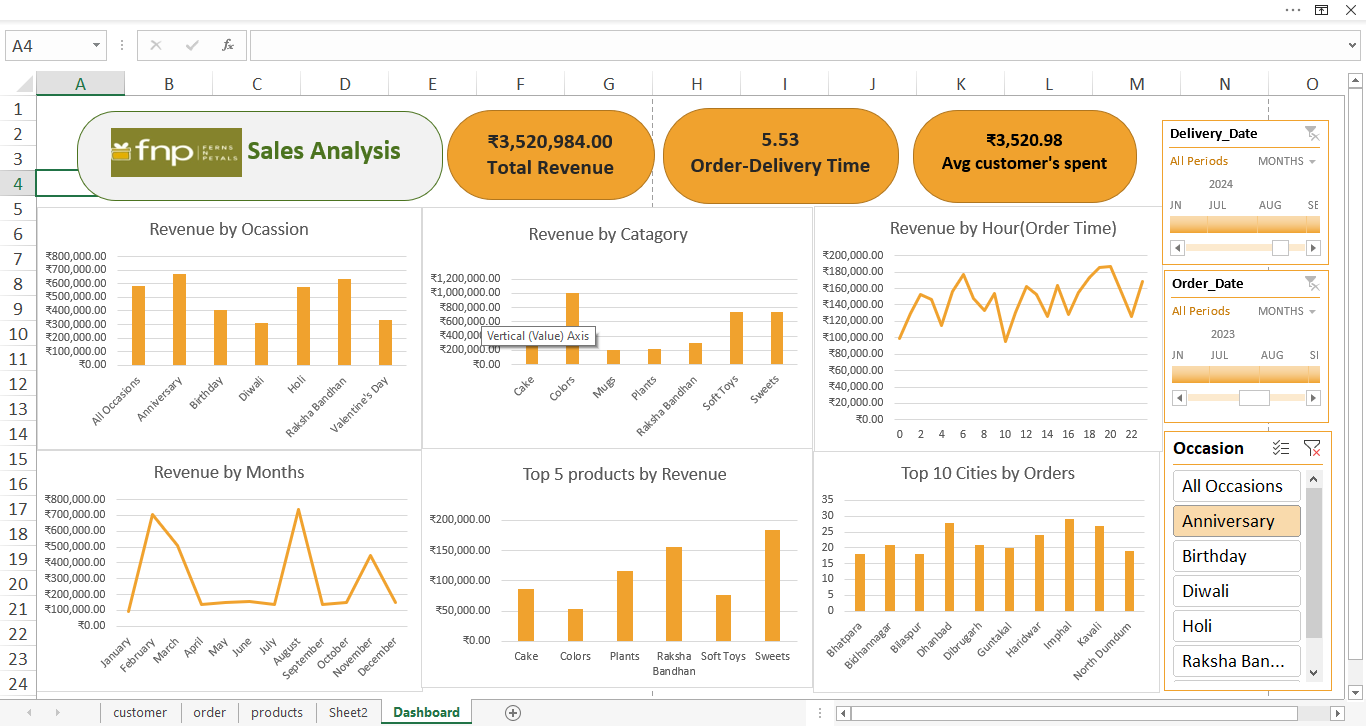 A4
fx
A B C D E F G H I J K L M N O
1
2
3
4
5
6
7
8
9
10
11
12
13
14
15
16
17
18
19
20
21
22
23
24
fnp FERNS N PETALS Sales Analysis
₹3,520,984.00
Total Revenue
5.53
Order-Delivery Time
₹3,520.98
Avg customer's spent
Delivery_Date
All Periods MONTHS
2024
JN JUL AUG SE
Order_Date
All Periods MONTHS
2023
JN JUL AUG SI
Occasion
All Occasions
Anniversary
Birthday
Diwali
Holi
Raksha Ban...
Revenue by Ocassion
₹800,000.00
₹700,000.00
₹600,000.00
₹500,000.00
₹400,000.00
₹300,000.00
₹200,000.00
₹100,000.00
₹0.00
All Occasions
Anniversary
Birthday
Diwali
Holi
Raksha Bandhan
Valentine's Day
Revenue by Catagory
₹1,200,000.00
₹1,000,000.00
₹800,000.00
₹600,000.00
₹400,000.00
₹200,000.00
₹0.00
Vertical (Value) Axis
Cake
Colors
Mugs
Plants
Raksha Bandhan
Soft Toys
Sweets
Revenue by Hour(Order Time)
₹200,000.00
₹180,000.00
₹160,000.00
₹140,000.00
₹120,000.00
₹100,000.00
₹80,000.00
₹60,000.00
₹40,000.00
₹20,000.00
₹0.00
0 2 4 6 8 10 12 14 16 18 20 22
Revenue by Months
₹800,000.00
₹700,000.00
₹600,000.00
₹500,000.00
₹400,000.00
₹300,000.00
₹200,000.00
₹100,000.00
₹0.00
January
February
March
April
May
June
July
August
September
October
November
December
Top 5 products by Revenue
₹200,000.00
₹150,000.00
₹100,000.00
₹50,000.00
₹0.00
Cake Colors Plants Raksha Soft Toys Sweets
Bandhan
Top 10 Cities by Orders
35
30
25
20
15
10
5
0
Bhatpara
Bidhannagar
Bilaspur
Dhanbad
Dibrugarh
Guntakal
Haridwar
Imphal
Kavali
North Dumdum
customer order products Sheet2 Dashboard